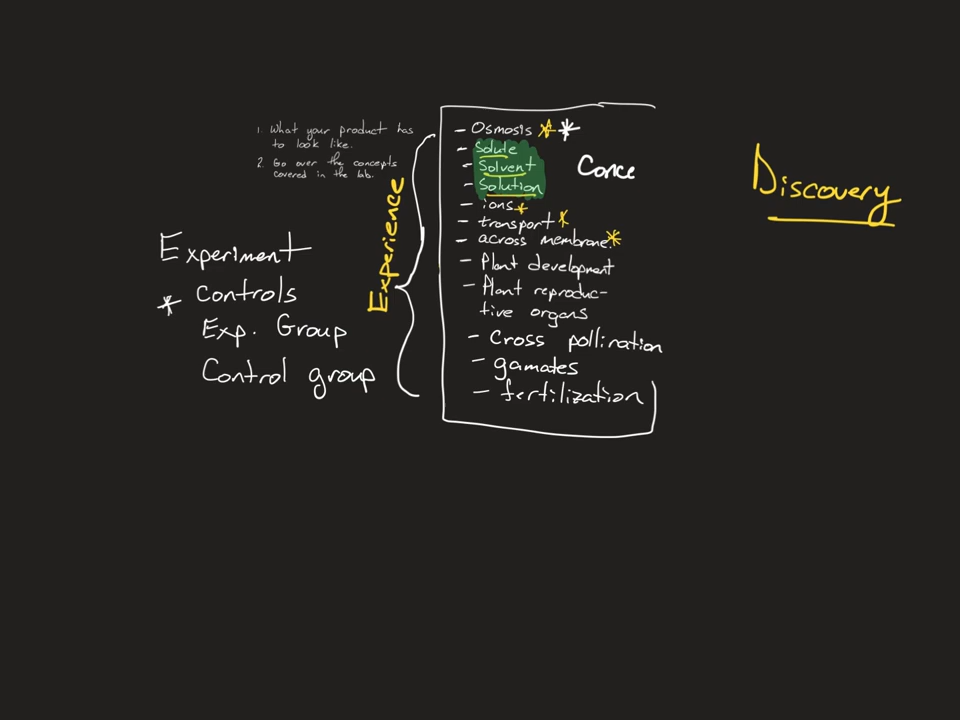 1. What your product has
to look like.
2. Go over the concepts
covered in the lab.
Experiment
* Controls
Exp. Group
Control group
Experience
- Osmosis * *
- Solute
- Solvent
- Solution
- ions *
- transport *
- across membrane. *
- Plant development
- Plant reproduc-
tive organs
- Cross pollination
- gamates
- fertilization
Conce
Discovery